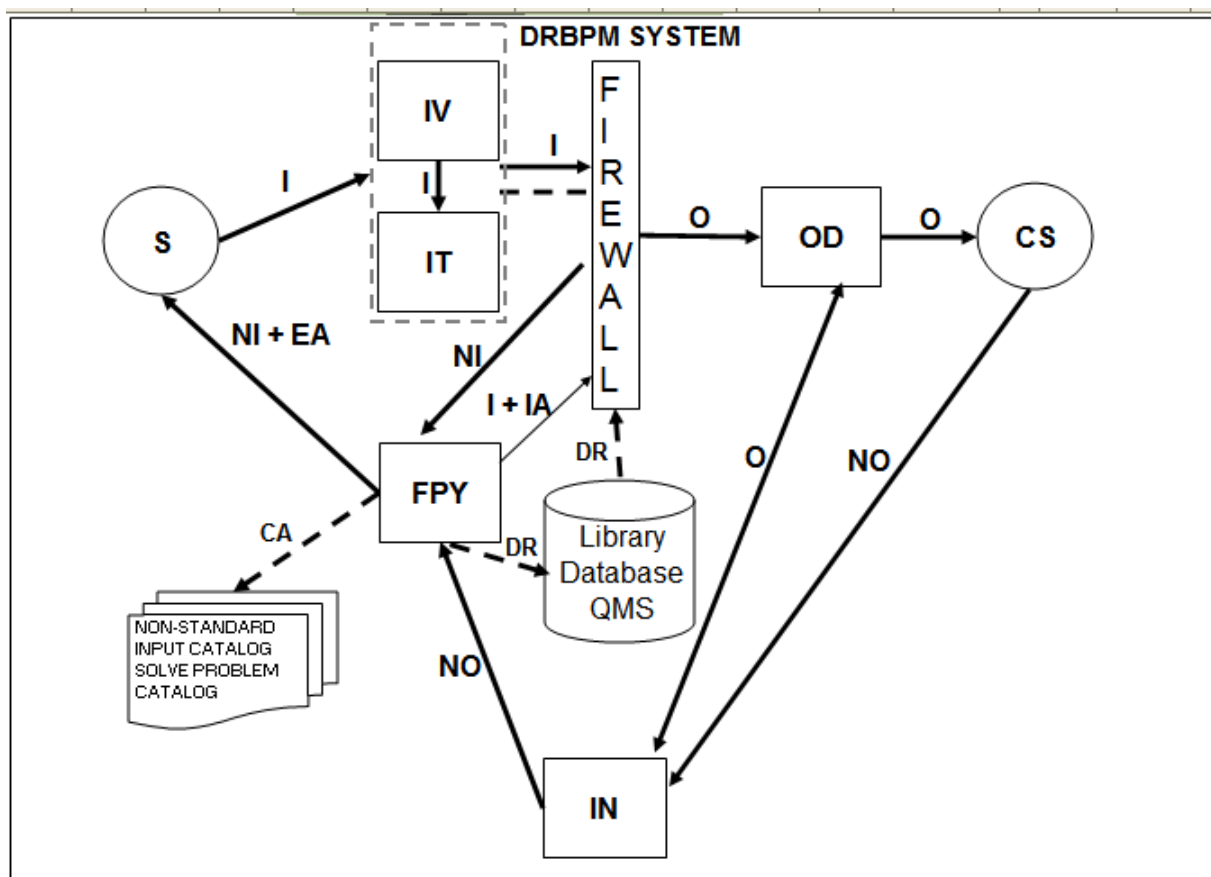 DRBPM SYSTEM
IV
FIREWALL
I
I
I
S
IT
O
OD
O
CS
NI + EA
NI
I + IA
O
NO
DR
FPY
CA
DR
Library
Database
QMS
NON-STANDARD
INPUT CATALOG
SOLVE PROBLEM
CATALOG
NO
IN